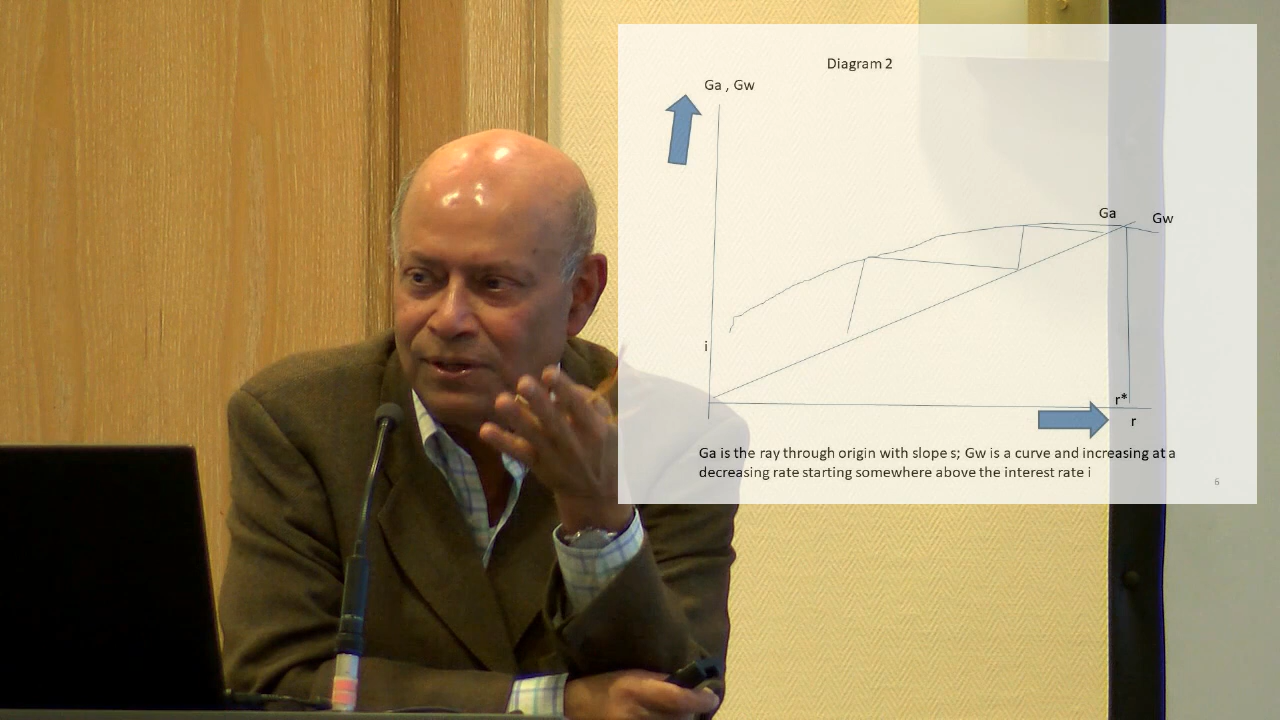 Diagram 2
Ga , Gw
Ga
Gw
i
r*
r
Ga is the ray through origin with slope s; Gw is a curve and increasing at a
decreasing rate starting somewhere above the interest rate i
6